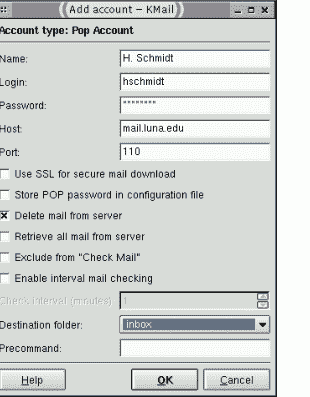 Add account – KMail
Account type: Pop Account
Name: H. Schmidt
Login: hschmidt
Password: ********
Host: mail.luna.edu
Port: 110
Use SSL for secure mail download
Store POP password in configuration file
Delete mail from server
Retrieve all mail from server
Exclude from "Check Mail"
Enable interval mail checking
Check interval (minutes) 1
Destination folder: inbox
Precommand:
Help OK Cancel